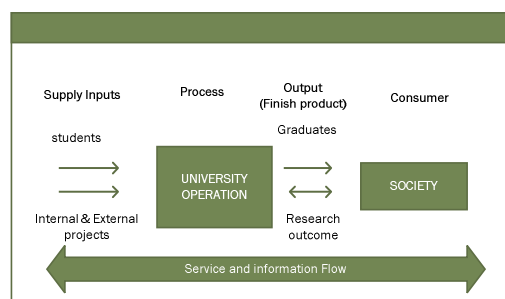 Supply Inputs
Process
Output
(Finish product)
Consumer
students
Graduates
UNIVERSITY
OPERATION
SOCIETY
Internal & External
projects
Research
outcome
Service and information Flow